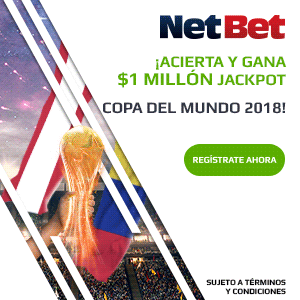 NetBet
¡ACIERTA Y GANA
$1 MILLÓN JACKPOT
COPA DEL MUNDO 2018!
REGÍSTRATE AHORA
SUJETO A TÉRMINOS
Y CONDICIONES